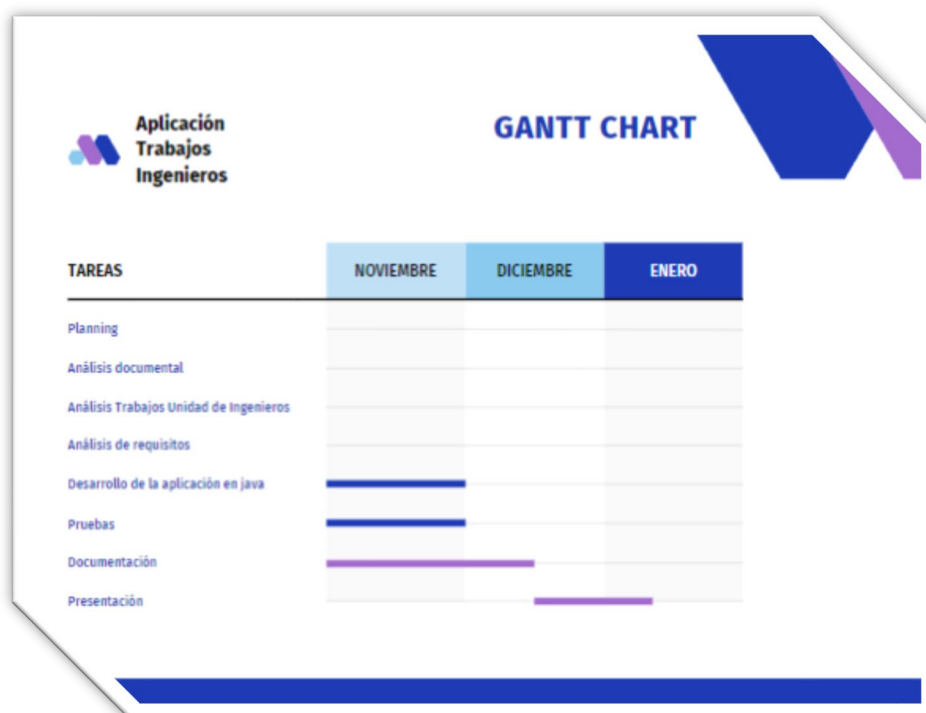 Aplicación
Trabajos
Ingenieros
GANTT CHART
TAREAS NOVIEMBRE DICIEMBRE ENERO
Planning
Análisis documental
Análisis Trabajos Unidad de Ingenieros
Análisis de requisitos
Desarrollo de la aplicación en java
Pruebas
Documentación
Presentación